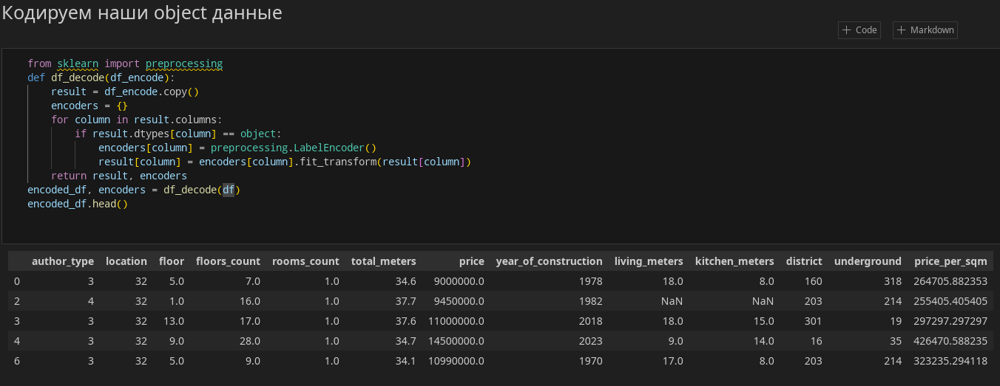 Кодируем наши object данные
+ Code + Markdown
from sklearn import preprocessing
def df_decode(df_encode):
    result = df_encode.copy()
    encoders = {}
    for column in result.columns:
        if result.dtypes[column] == object:
            encoders[column] = preprocessing.LabelEncoder()
            result[column] = encoders[column].fit_transform(result[column])
    return result, encoders
encoded_df, encoders = df_decode(df)
encoded_df.head()
author_type location floor floors_count rooms_count total_meters price year_of_construction living_meters kitchen_meters district underground price_per_sqm
0 3 32 5.0 7.0 1.0 34.6 9000000.0 1978 18.0 8.0 160 318 264705.882353
2 4 32 1.0 16.0 1.0 37.7 9450000.0 1982 NaN NaN 203 214 255405.405405
3 3 32 13.0 17.0 1.0 37.6 11000000.0 2018 18.0 15.0 301 19 297297.297297
4 3 32 9.0 28.0 1.0 34.7 14500000.0 2023 9.0 14.0 16 35 426470.588235
6 3 32 5.0 9.0 1.0 34.1 10990000.0 1970 17.0 8.0 203 214 323235.294118